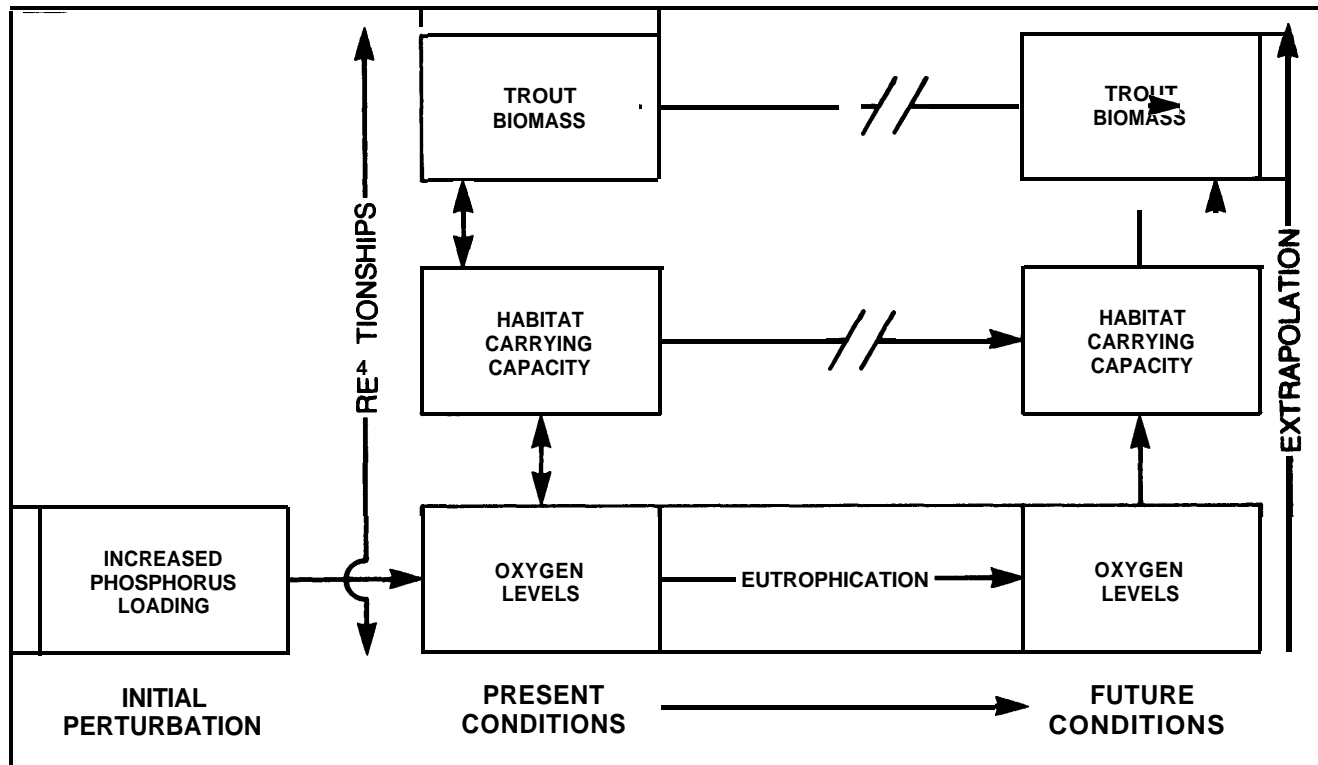 TROUT
BIOMASS
TROUT
BIOMASS
RE4 TIONSHIPS
EXTRAPOLATION
HABITAT
CARRYING
CAPACITY
HABITAT
CARRYING
CAPACITY
INCREASED
PHOSPHORUS
LOADING
OXYGEN
LEVELS
EUTROPHICATION
OXYGEN
LEVELS
INITIAL
PERTURBATION
PRESENT
CONDITIONS
FUTURE
CONDITIONS